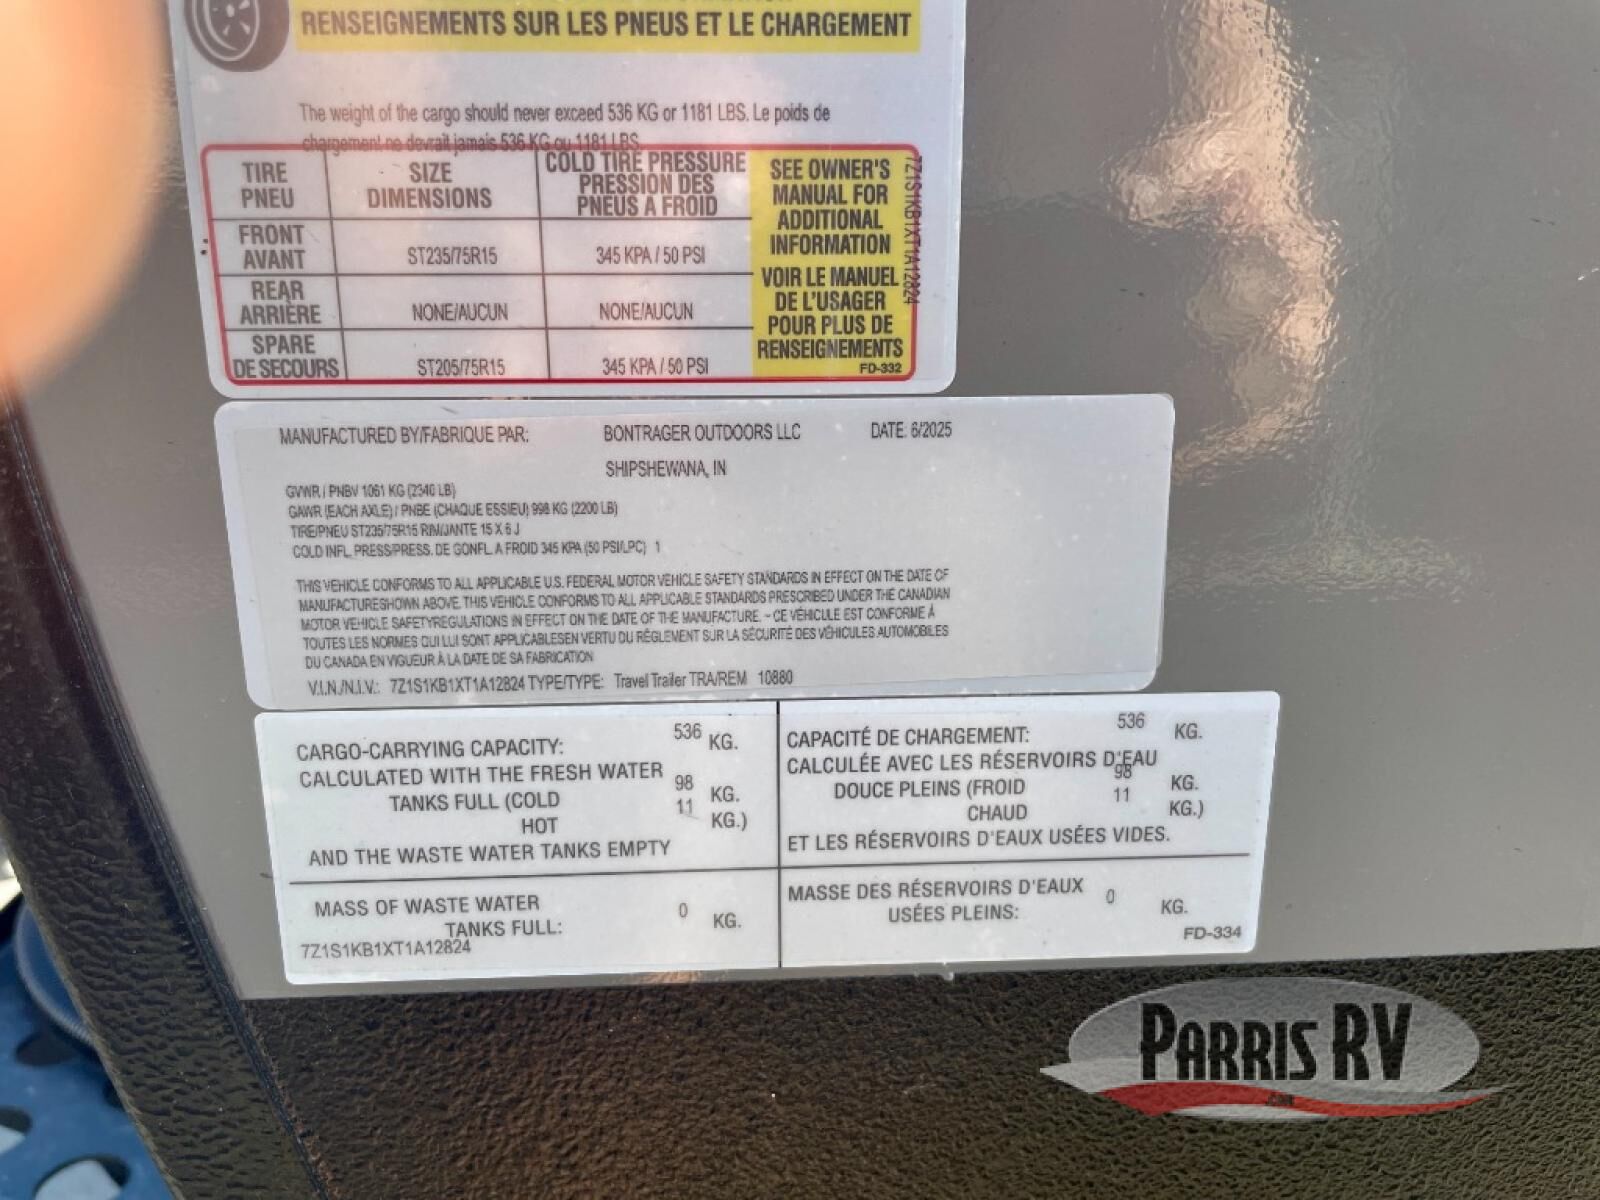 RENSEIGNEMENTS SUR LES PNEUS ET LE CHARGEMENT
The weight of the cargo should never exceed 536 KG or 1181 LBS. Le poids de
chargement ne devrait jamais 536 KG ou 1181 LBS.
TIRE
PNEU
SIZE
DIMENSIONS
COLD TIRE PRESSURE
PRESSION DES
PNEUS A FROID
FRONT
AVANT
ST235/75R15
345 KPA / 50 PSI
REAR
ARRIÈRE
NONE/AUCUN
NONE/AUCUN
SPARE
DE SECOURS
ST205/75R15
345 KPA / 50 PSI
SEE OWNER'S
MANUAL FOR
ADDITIONAL
INFORMATION
VOIR LE MANUEL
DE L'USAGER
POUR PLUS DE
RENSEIGNEMENTS
FD-332
7Z1S1KB1XT1A12824
MANUFACTURED BY/FABRIQUE PAR: BONTRAGER OUTDOORS LLC DATE. 6/2025
SHIPSHEWANA, IN
GVWR / PNBV 1061 KG (2340 LB)
GAWR (EACH AXLE) / PNBE (CHAQUE ESSIEU) 998 KG (2200 LB)
TIRE/PNEU ST235/75R15 RIM/JANTE 15 X 6 J
COLD INFL. PRESS/PRESS. DE GONFL. A FROID 345 KPA (50 PSI/LPC) 1
THIS VEHICLE CONFORMS TO ALL APPLICABLE U.S. FEDERAL MOTOR VEHICLE SAFETY STANDARDS IN EFFECT ON THE DATE OF
MANUFACTURESHOWN ABOVE. THIS VEHICLE CONFORMS TO ALL APPLICABLE STANDARDS PRESCRIBED UNDER THE CANADIAN
MOTOR VEHICLE SAFETYREGULATIONS IN EFFECT ON THE DATE OF THE MANUFACTURE. - CE VÉHICULE EST CONFORME À
TOUTES LES NORMES QUI LUI SONT APPLICABLESEN VERTU DU RÉGLEMENT SUR LA SÉCURITÉ DES VÉHICULES AUTOMOBILES
DU CANADA EN VIGUEUR À LA DATE DE SA FABRICATION
V.I.N./N.I.V.: 7Z1S1KB1XT1A12824 TYPE/TYPE: Travel Trailer TRA/REM 10880
CARGO-CARRYING CAPACITY: 536 KG.
CALCULATED WITH THE FRESH WATER
TANKS FULL (COLD 98 KG.
HOT 11 KG.)
AND THE WASTE WATER TANKS EMPTY
MASS OF WASTE WATER
TANKS FULL: 0 KG.
7Z1S1KB1XT1A12824
CAPACITÉ DE CHARGEMENT: 536 KG.
CALCULÉE AVEC LES RÉSERVOIRS D'EAU
DOUCE PLEINS (FROID 98 KG.
CHAUD 11 KG.)
ET LES RÉSERVOIRS D'EAUX USÉES VIDES.
MASSE DES RÉSERVOIRS D'EAUX
USÉES PLEINS: 0 KG.
FD-334
PARRIS RV
.COM